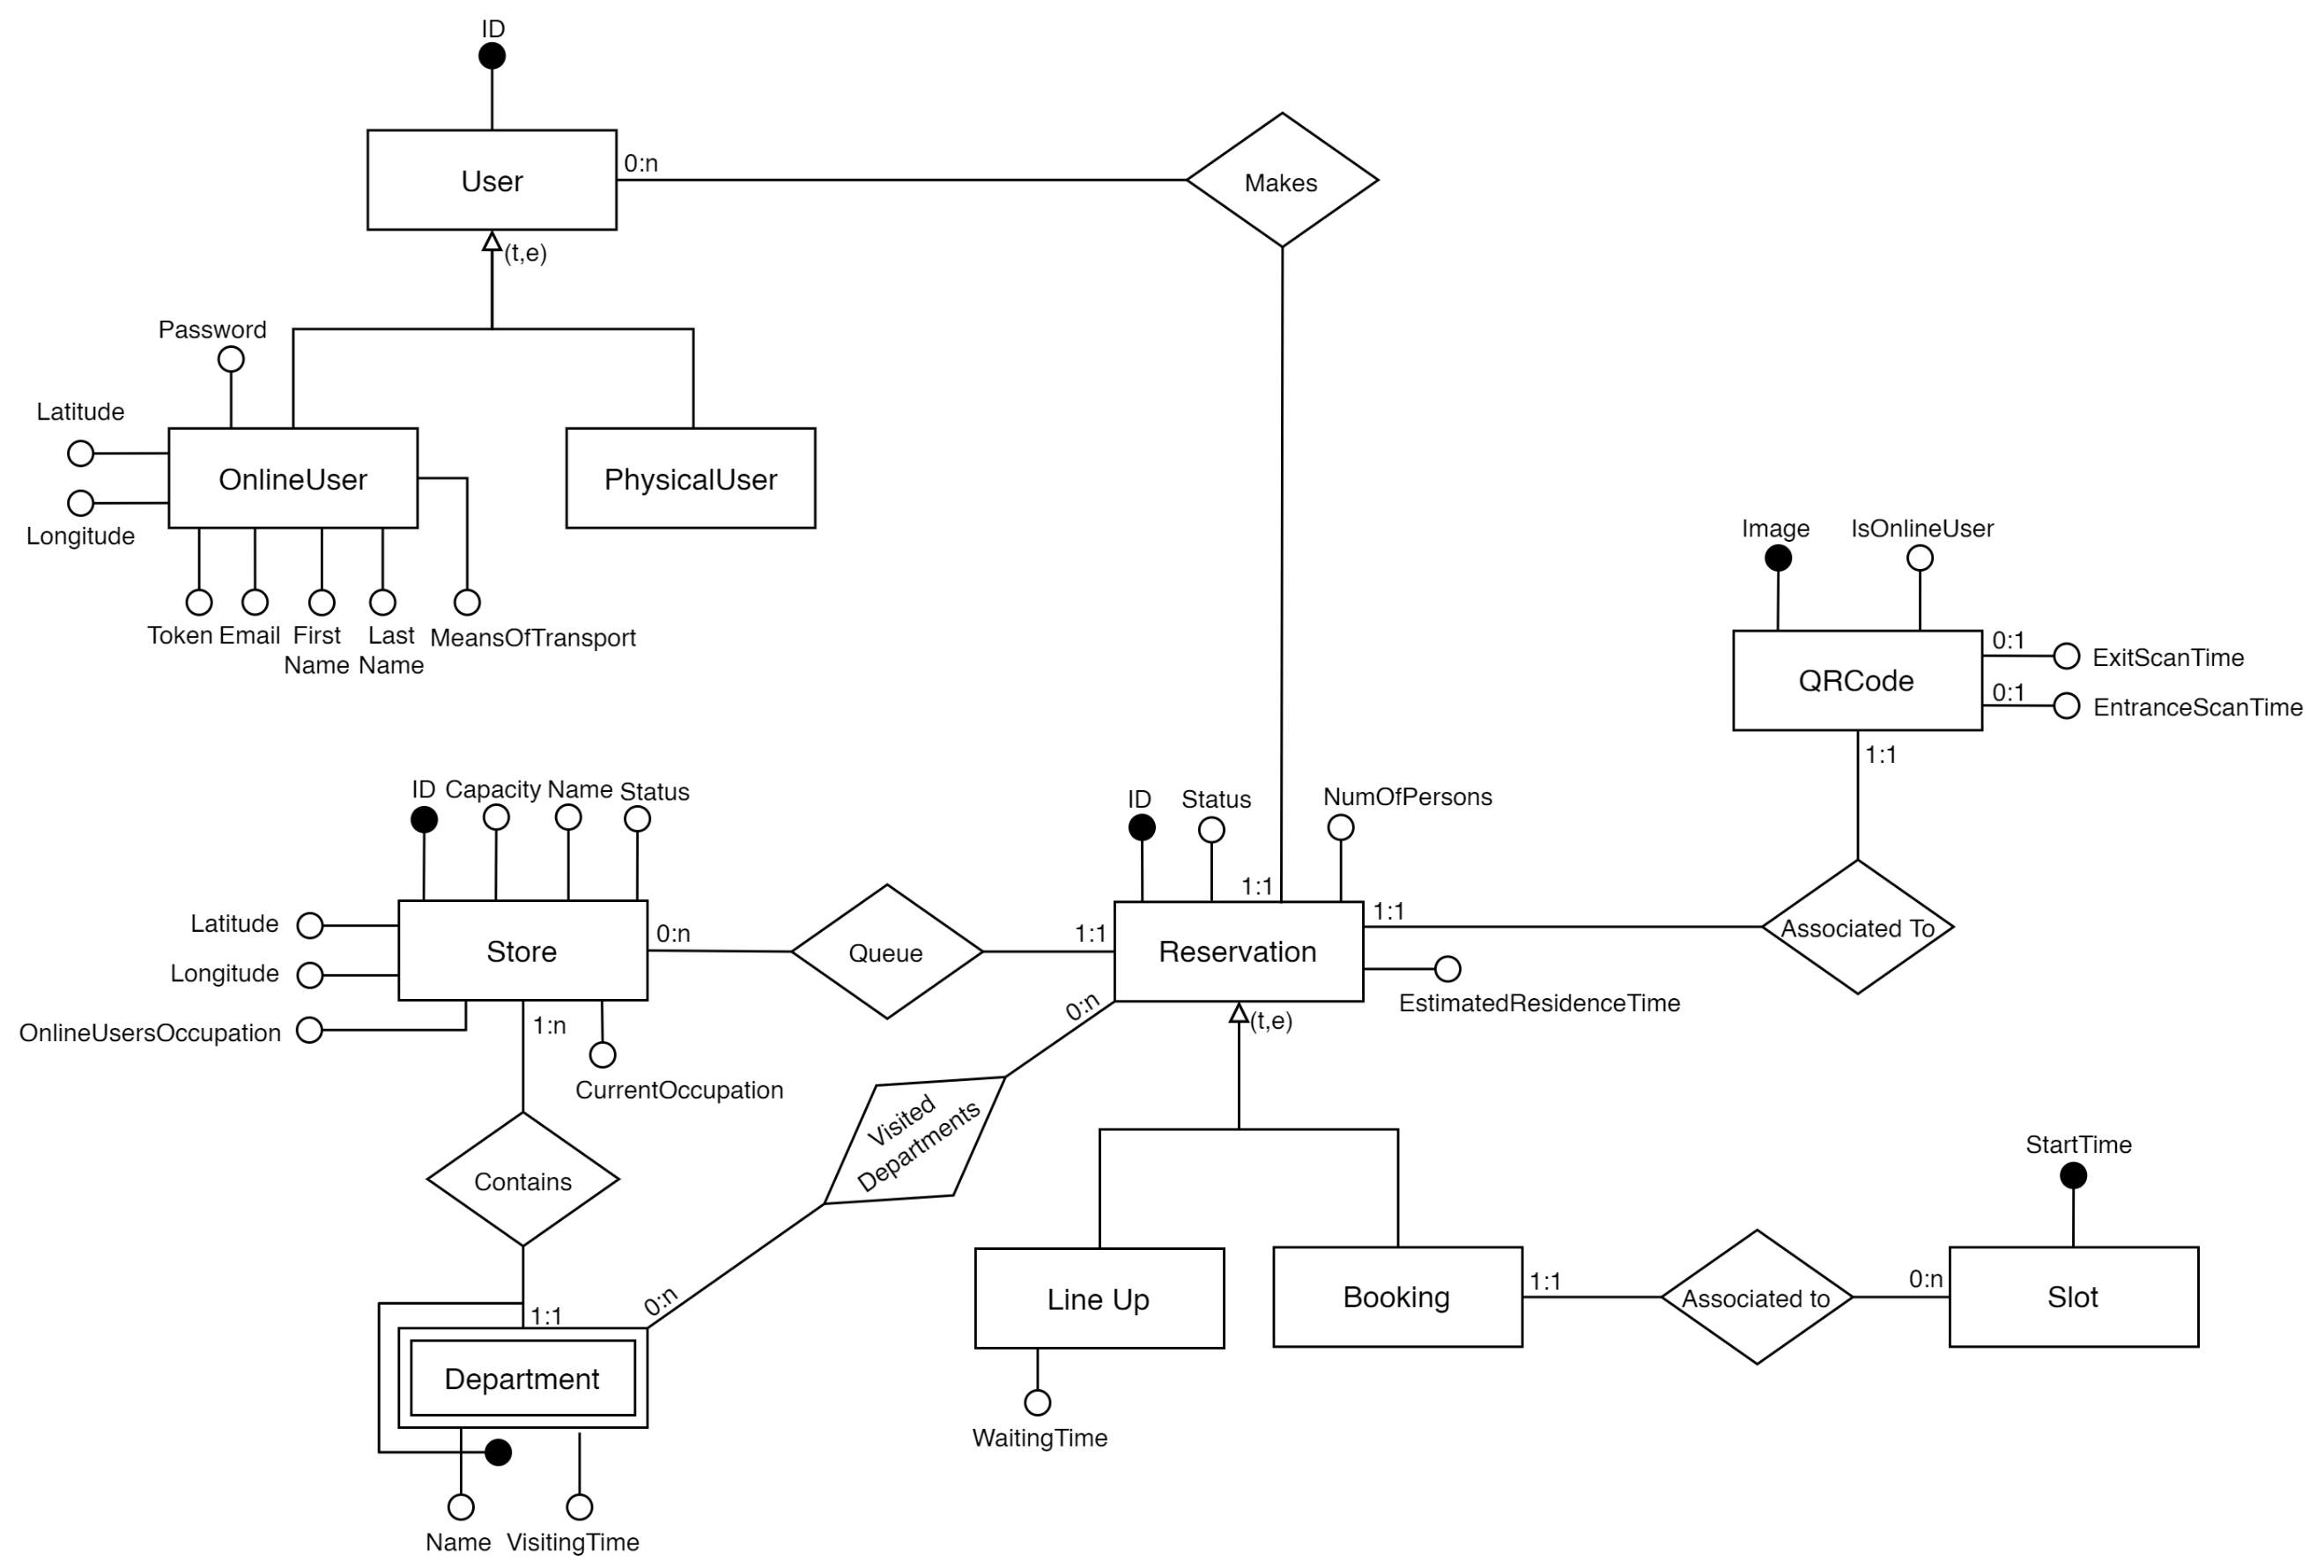 ID
User
0:n
Makes
(t,e)
Password
Latitude
OnlineUser
PhysicalUser
Longitude
Token
Email
First
Name
Last
Name
MeansOfTransport
Image
IsOnlineUser
QRCode
0:1
ExitScanTime
0:1
EntranceScanTime
1:1
ID
Capacity
Name
Status
ID
Status
NumOfPersons
1:1
Latitude
Store
0:n
Queue
1:1
Reservation
1:1
Associated To
Longitude
EstimatedResidenceTime
OnlineUsersOccupation
1:n
CurrentOccupation
0:n
(t,e)
Visited
Departments
Contains
StartTime
0:n
1:1
Line Up
Booking
1:1
Associated to
0:n
Slot
Department
WaitingTime
Name
VisitingTime